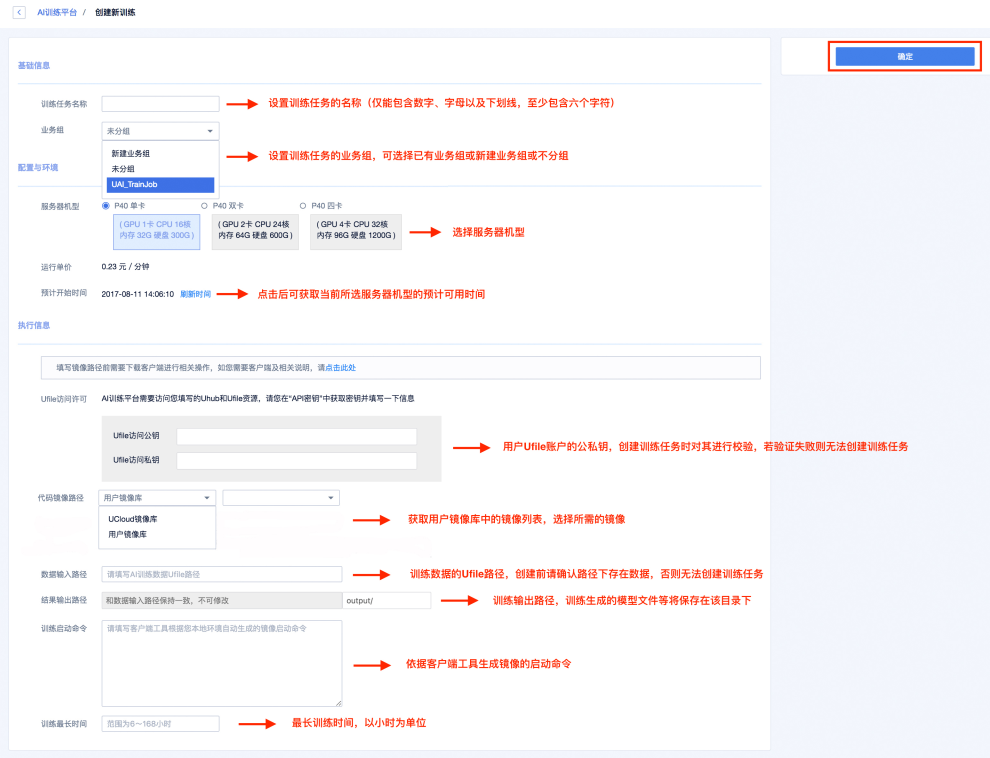 AI训练平台 / 创建新训练
确定
基础信息
训练任务名称
设置训练任务的名称（仅能包含数字、字母以及下划线，至少包含六个字符）
业务组
未分组
新建业务组
未分组
UAI_TrainJob
设置训练任务的业务组，可选择已有业务组或新建业务组或不分组
配置与环境
服务器机型
P40 单卡
P40 双卡
P40 四卡
( GPU 1卡 CPU 16核
内存 32G 硬盘 300G )
( GPU 2卡 CPU 24核
内存 64G 硬盘 600G )
( GPU 4卡 CPU 32核
内存 96G 硬盘 1200G )
选择服务器机型
运行单价
0.23 元 / 分钟
预计开始时间
2017-08-11 14:06:10 刷新时间
点击后可获取当前所选服务器机型的预计可用时间
执行信息
填写镜像路径前需要下载客户端进行相关操作，如您需要客户端及相关说明，请点击此处
Ufile访问许可
AI训练平台需要访问您填写的Uhub和Ufile资源，请您在“API密钥”中获取密钥并填写一下信息
Ufile访问公钥
Ufile访问私钥
用户Ufile账户的公私钥，创建训练任务时对其进行校验，若验证失败则无法创建训练任务
代码镜像路径
用户镜像库
UCloud镜像库
用户镜像库
获取用户镜像库中的镜像列表，选择所需的镜像
数据输入路径
请填写AI训练数据Ufile路径
训练数据的Ufile路径，创建前请确认路径下存在数据，否则无法创建训练任务
结果输出路径
和数据输入路径保持一致，不可修改
output/
训练输出路径，训练生成的模型文件等将保存在该目录下
训练启动命令
请填写客户端工具根据您本地环境自动生成的镜像启动命令
依据客户端工具生成镜像的启动命令
训练最长时间
范围为6～168小时
最长训练时间，以小时为单位